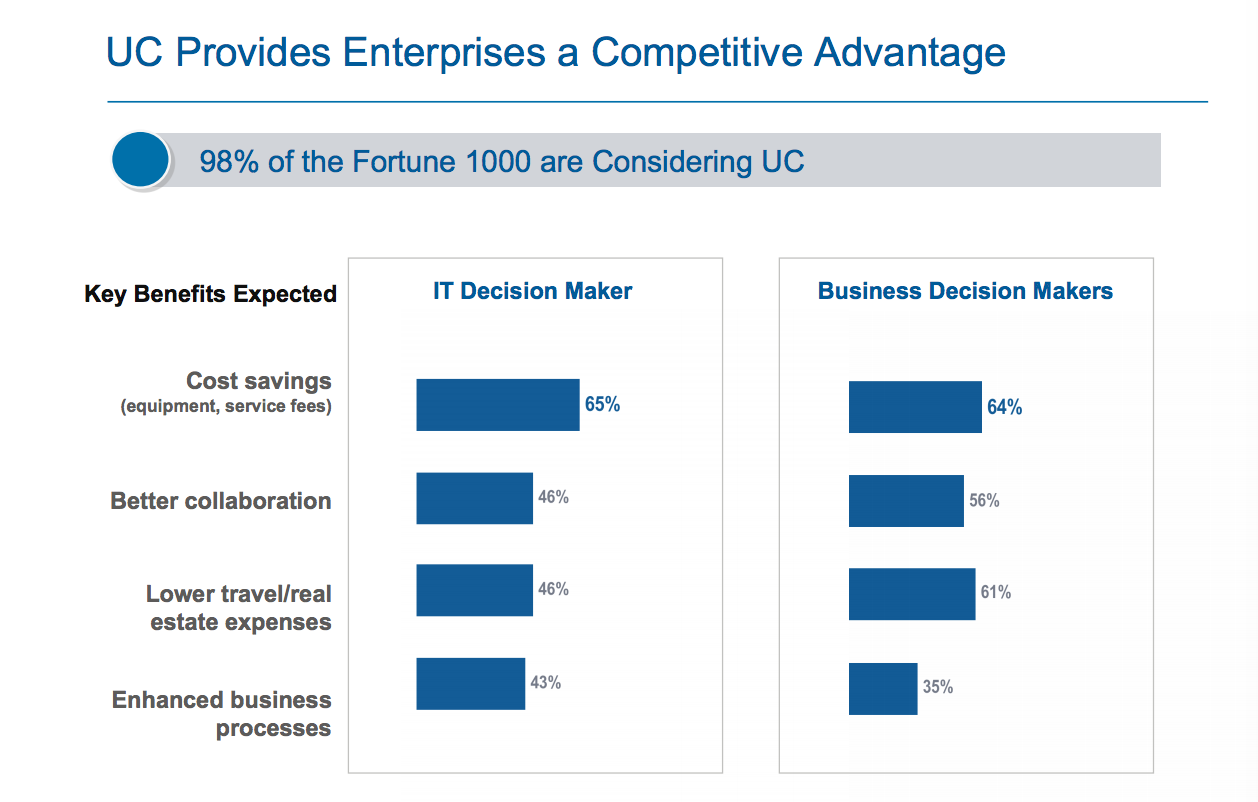 UC Provides Enterprises a Competitive Advantage
98% of the Fortune 1000 are Considering UC
Key Benefits Expected
IT Decision Maker
Business Decision Makers
Cost savings
(equipment, service fees)
65%
64%
Better collaboration
46%
56%
Lower travel/real
estate expenses
46%
61%
Enhanced business
processes
43%
35%